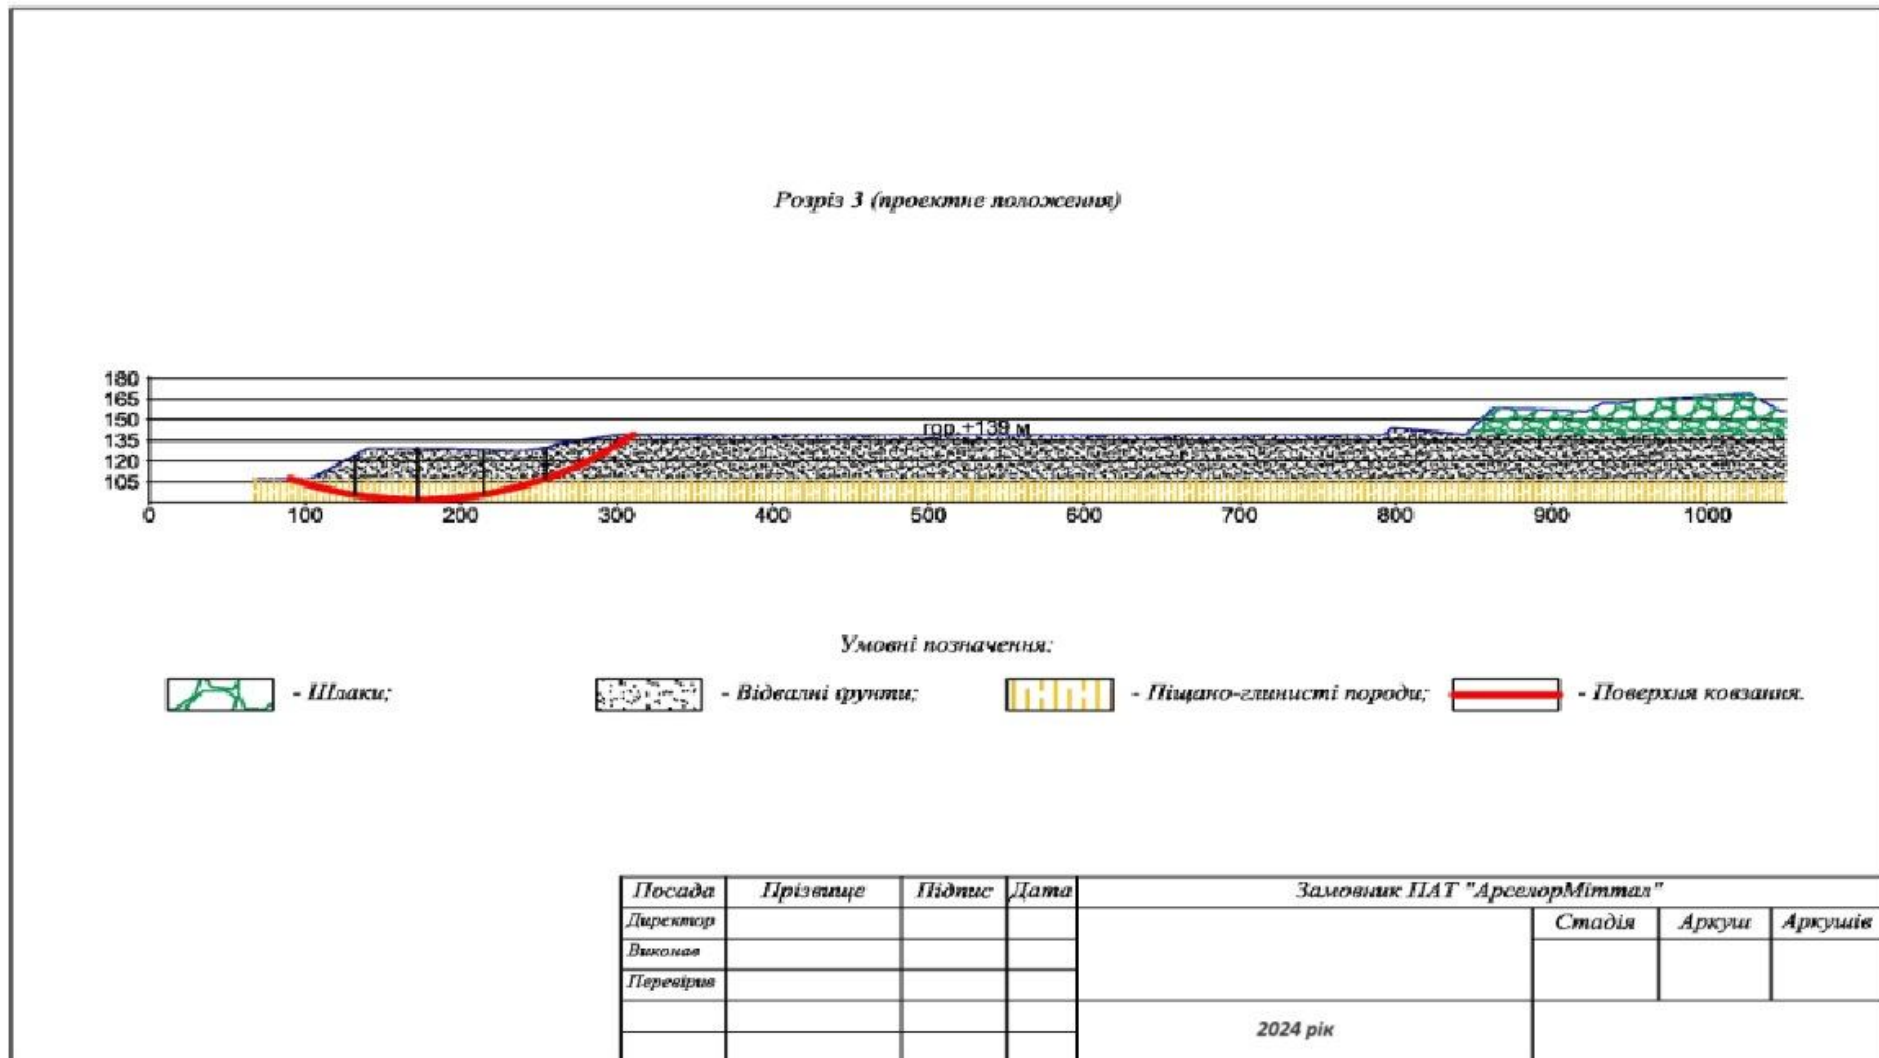 Розріз 3 (проектне положення)
180
165
150
135
120
105
гор.+139 м
0 100 200 300 400 500 600 700 800 900 1000
Умовні позначення:
- Шлаки; - Відвалні ґрунти; - Піщано-глинисті породи; - Поверхня ковзання.
Посада Прізвище Підпис Дата Замовник ПАТ "АрселорМіттал"
Директор Стадія Аркуш Аркушів
Виконав
Перевірив
2024 рік